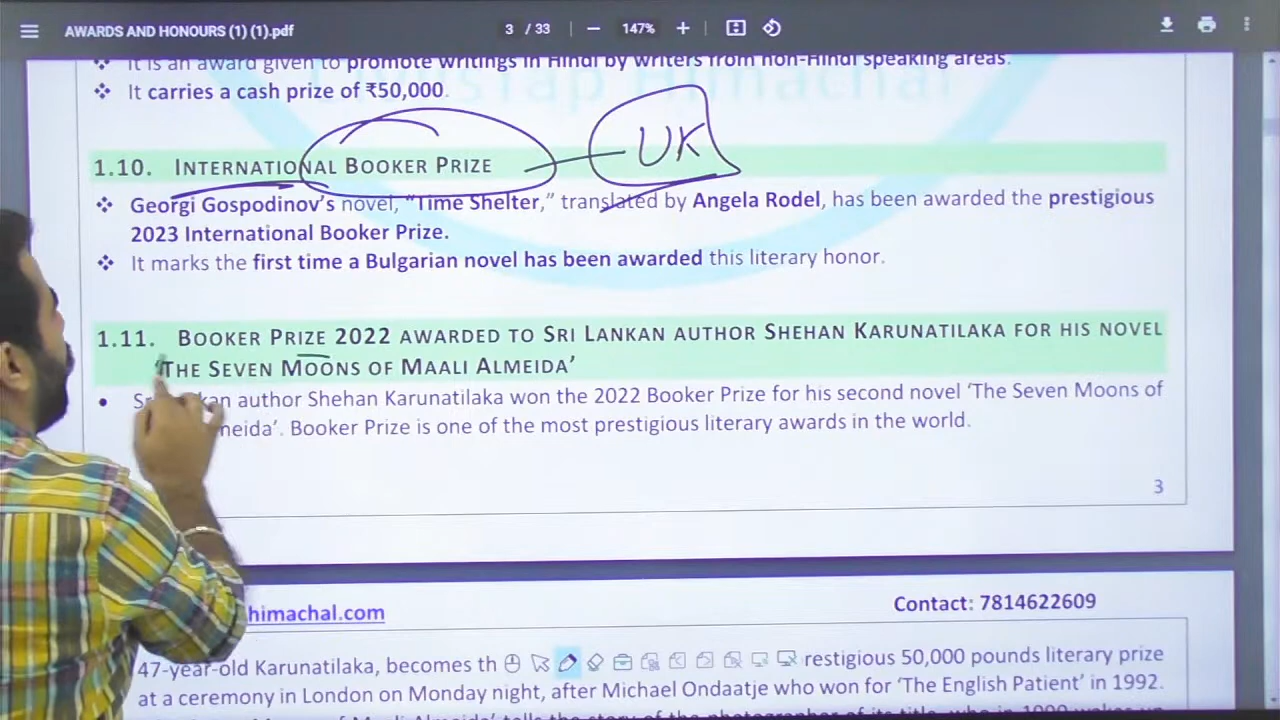 AWARDS AND HONOURS (1) (1).pdf
3 / 33
147%
It is an award given to promote writings in Hindi by writers from non-Hindi speaking areas.
It carries a cash prize of ₹50,000.
UK
1.10. INTERNATIONAL BOOKER PRIZE
Georgi Gospodinov's novel, "Time Shelter," translated by Angela Rodel, has been awarded the prestigious
2023 International Booker Prize.
It marks the first time a Bulgarian novel has been awarded this literary honor.
1.11. BOOKER PRIZE 2022 AWARDED TO SRI LANKAN AUTHOR SHEHAN KARUNATILAKA FOR HIS NOVEL
'THE SEVEN MOONS OF MAALI ALMEIDA'
author Shehan Karunatilaka won the 2022 Booker Prize for his second novel 'The Seven Moons of
neida'. Booker Prize is one of the most prestigious literary awards in the world.
3
himachal.com
Contact: 7814622609
47-year-old Karunatilaka, becomes th restigious 50,000 pounds literary prize
at a ceremony in London on Monday night, after Michael Ondaatje who won for 'The English Patient' in 1992.